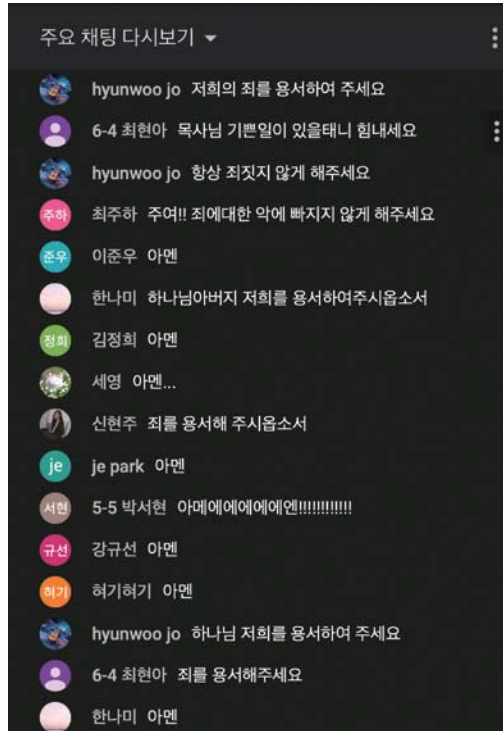 주요 채팅 다시보기
hyunwoo jo 저희의 죄를 용서하여 주세요
6-4 최현아 목사님 기쁜일이 있을태니 힘내세요
hyunwoo jo 항상 죄짓지 않게 해주세요
주하 최주하 주여!! 죄에대한 악에 빠지지 않게 해주세요
준우 이준우 아멘
한나미 하나님아버지 저희를 용서하여주시옵소서
정희 김정희 아멘
세영 아멘...
신현주 죄를 용서해 주시옵소서
je je park 아멘
서현 5-5 박서현 아메에에에에에엔!!!!!!!!!!!!
규선 강규선 아멘
혀기 혀기혀기 아멘
hyunwoo jo 하나님 저희를 용서하여 주세요
6-4 최현아 죄를 용서해주세요
한나미 아멘